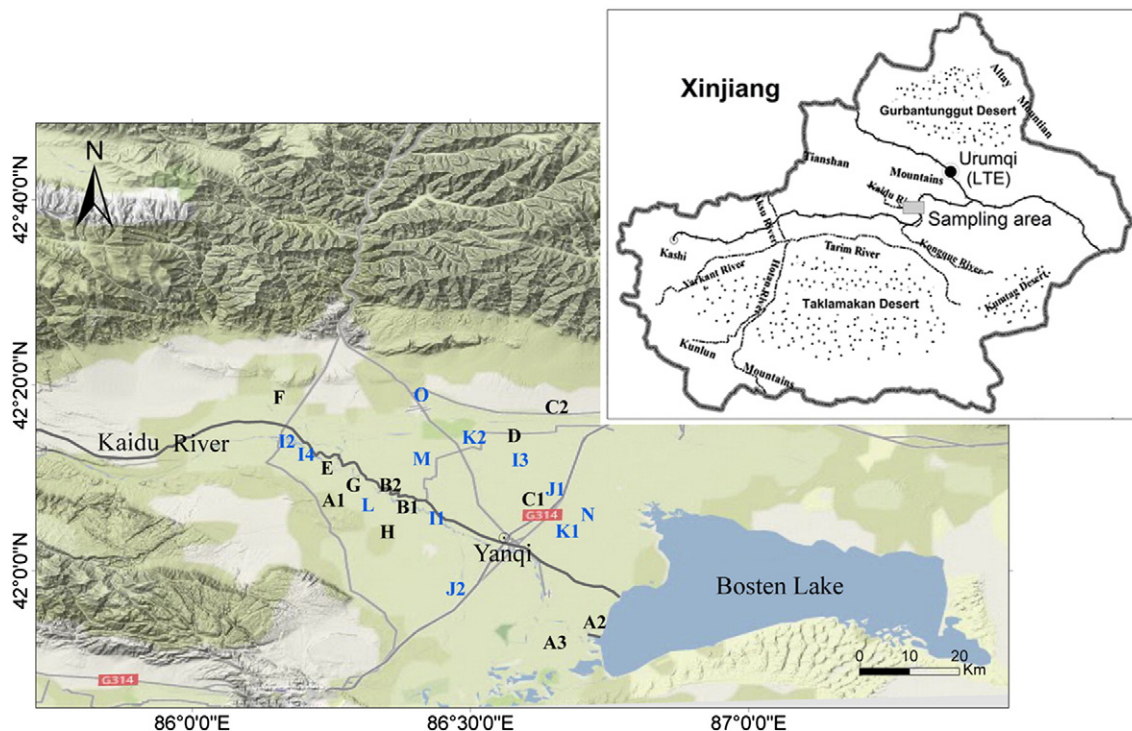 Xinjiang
Altay
Mountian
Gurbantunggut Desert
Urumqi
(LTE)
Tianshan
Mountains
Kaidu Ri
Sampling area
Aksu River
Kashi
Tarim River
Kongque River
Yarkant River
Hotan River
Kumtag Desert
Taklamakan Desert
Kunlun
Mountains
N
42°40'0"N
42°20'0"N
42°0'0"N
F
O
C2
Kaidu River
I2
I4
K2
D
E
M
I3
G
B2
A1
L
B1
C1
J1
I1
G314
N
H
K1
Yanqi
J2
Bosten Lake
A2
A3
G314
0 10 20
Km
86°0'0"E
86°30'0"E
87°0'0"E